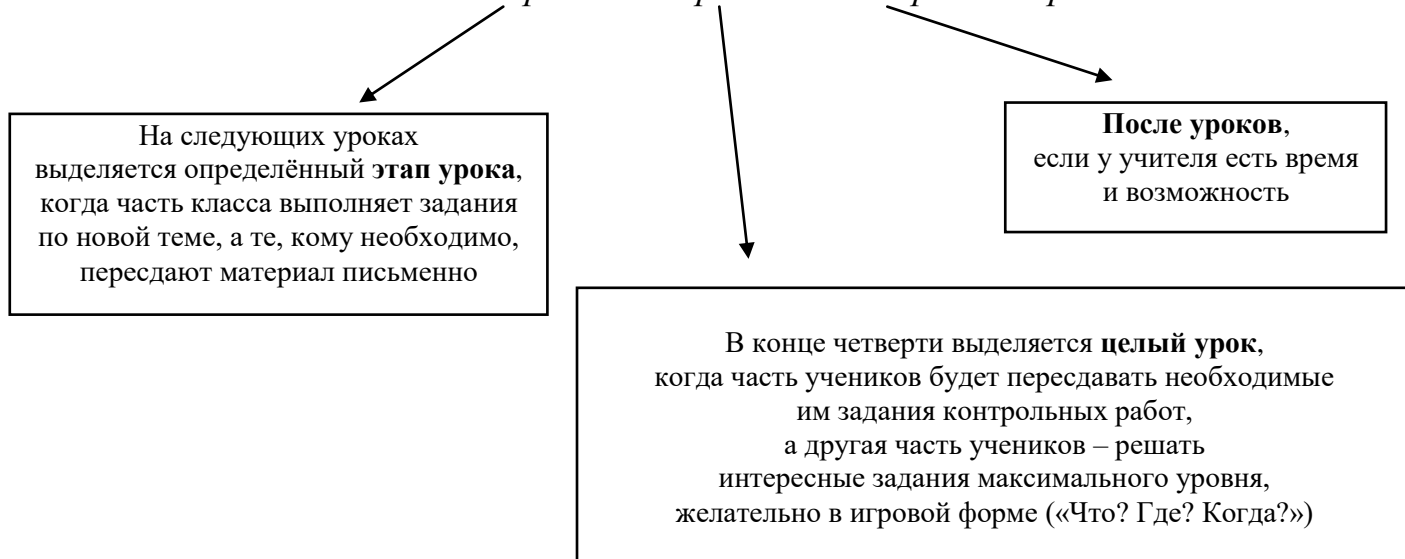 На следующих уроках
выделяется определённый этап урока,
когда часть класса выполняет задания
по новой теме, а те, кому необходимо,
пересдают материал письменно
После уроков,
если у учителя есть время
и возможность
В конце четверти выделяется целый урок,
когда часть учеников будет пересдавать необходимые
им задания контрольных работ,
а другая часть учеников – решать
интересные задания максимального уровня,
желательно в игровой форме («Что? Где? Когда?»)